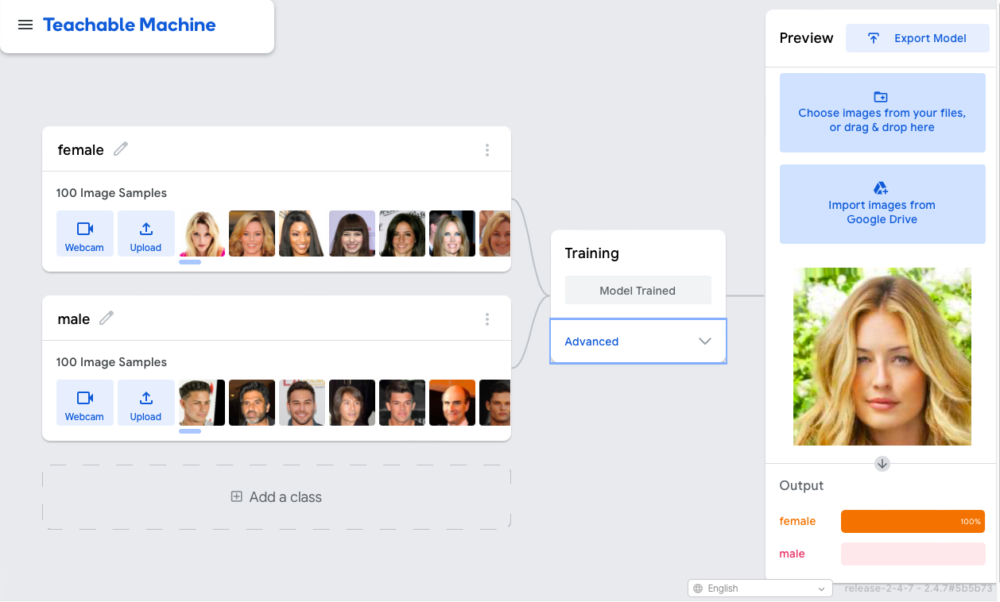 Teachable Machine
Preview
Export Model
Choose images from your files,
or drag & drop here
Import images from
Google Drive
female
100 Image Samples
Webcam
Upload
male
100 Image Samples
Webcam
Upload
Add a class
Training
Model Trained
Advanced
Output
female
100%
male
English
release-2-4-7 - 2.4.7#5b5b73